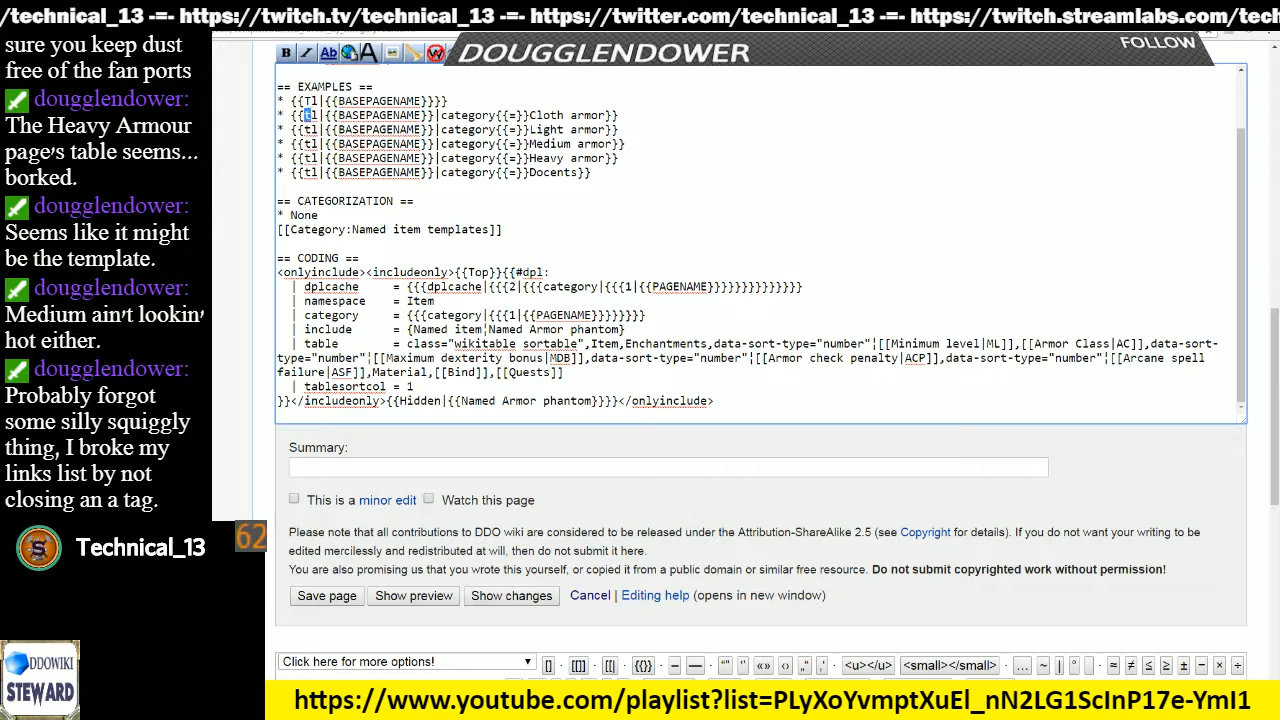 /technical_13 -=- https://twitch.tv/technical_13 -=- https://twitter.com/technical_13 -=- https://twitch.streamlabs.com/tech
sure you keep dust
free of the fan ports
dougglendower:
The Heavy Armour
page's table seems...
borked.
dougglendower:
Seems like it might
be the template.
dougglendower:
Medium ain't lookin'
hot either.
dougglendower:
Probably forgot
some silly squiggly
thing, I broke my
links list by not
closing an a tag.
Technical_13
62
DDOWIKI
STEWARD
B I Ab A W
DOUGGLENDOWER
FOLLOW
== EXAMPLES ==
* {{Tl|{{BASEPAGENAME}}}}
* {{tl|{{BASEPAGENAME}}|category{{=}}Cloth armor}}
* {{tl|{{BASEPAGENAME}}|category{{=}}Light armor}}
* {{tl|{{BASEPAGENAME}}|category{{=}}Medium armor}}
* {{tl|{{BASEPAGENAME}}|category{{=}}Heavy armor}}
* {{tl|{{BASEPAGENAME}}|category{{=}}Docents}}
== CATEGORIZATION ==
* None
[[Category:Named item templates]]
== CODING ==
<onlyinclude><includeonly>{{Top}}{{#dpl:
| dplcache = {{{dplcache|{{{2|{{{category|{{{1|{{PAGENAME}}}}}}}}}}}}}}
| namespace = Item
| category = {{{category|{{{1|{{PAGENAME}}}}}}}}
| include = {Named item¦Named Armor phantom}
| table = class="wikitable sortable",Item,Enchantments,data-sort-type="number"¦[[Minimum level|ML]],[[Armor Class|AC]],data-sort-
type="number"¦[[Maximum dexterity bonus|MDB]],data-sort-type="number"¦[[Armor check penalty|ACP]],data-sort-type="number"¦[[Arcane spell
failure|ASF]],Material,[[Bind]],[[Quests]]
| tablesortcol = 1
}}</includeonly>{{Hidden|{{Named Armor phantom}}}}</onlyinclude>
Summary:
This is a minor edit Watch this page
Please note that all contributions to DDO wiki are considered to be released under the Attribution-ShareAlike 2.5 (see Copyright for details). If you do not want your writing to be
edited mercilessly and redistributed at will, then do not submit it here.
You are also promising us that you wrote this yourself, or copied it from a public domain or similar free resource. Do not submit copyrighted work without permission!
Save page Show preview Show changes Cancel | Editing help (opens in new window)
Click here for more options! [] · [[]] · [[| · {{}} · – · — · “” · ‘’ · «» · ‹› · „“ · ‚‘ · <u></u> · <small></small> · … · ~ · | · ° · · ≈ · ≠ · ≤ · ≥ · ± · − · × · ÷
https://www.youtube.com/playlist?list=PLyXoYvmptXuEl_nN2LG1ScInP17e-YmI1